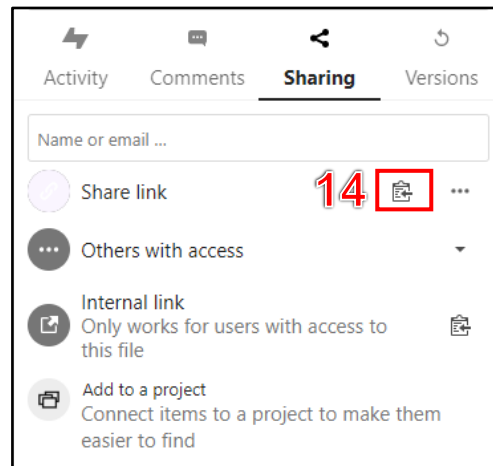 Activity Comments Sharing Versions
Name or email ...
Share link 14
Others with access
Internal link
Only works for users with access to
this file
Add to a project
Connect items to a project to make them
easier to find